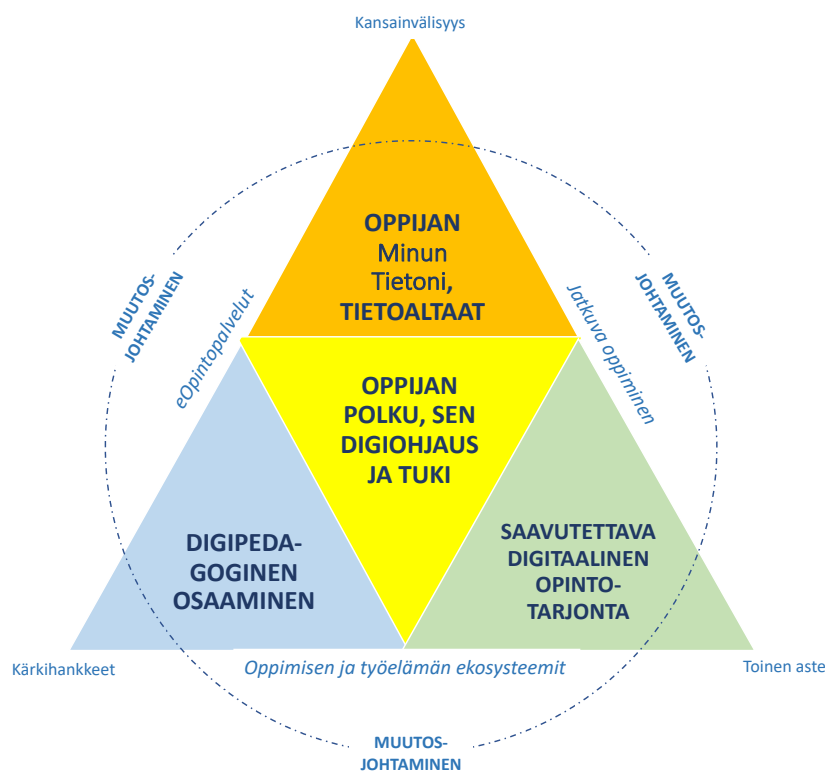 Kansainvälisyys
OPPIJAN
Minun
Tietoni,
TIETOALTAAT
MUUTOS-
JOHTAMINEN
MUUTOS-
JOHTAMINEN
eOpintopalvelut
Jatkuva oppiminen
OPPIJAN
POLKU, SEN
DIGIOHJAUS
JA TUKI
DIGIPEDA-
GOGINEN
OSAAMINEN
SAAVUTETTAVA
DIGITAALINEN
OPINTO-
TARJONTA
Kärkihankkeet
Oppimisen ja työelämän ekosysteemit
Toinen aste
MUUTOS-
JOHTAMINEN